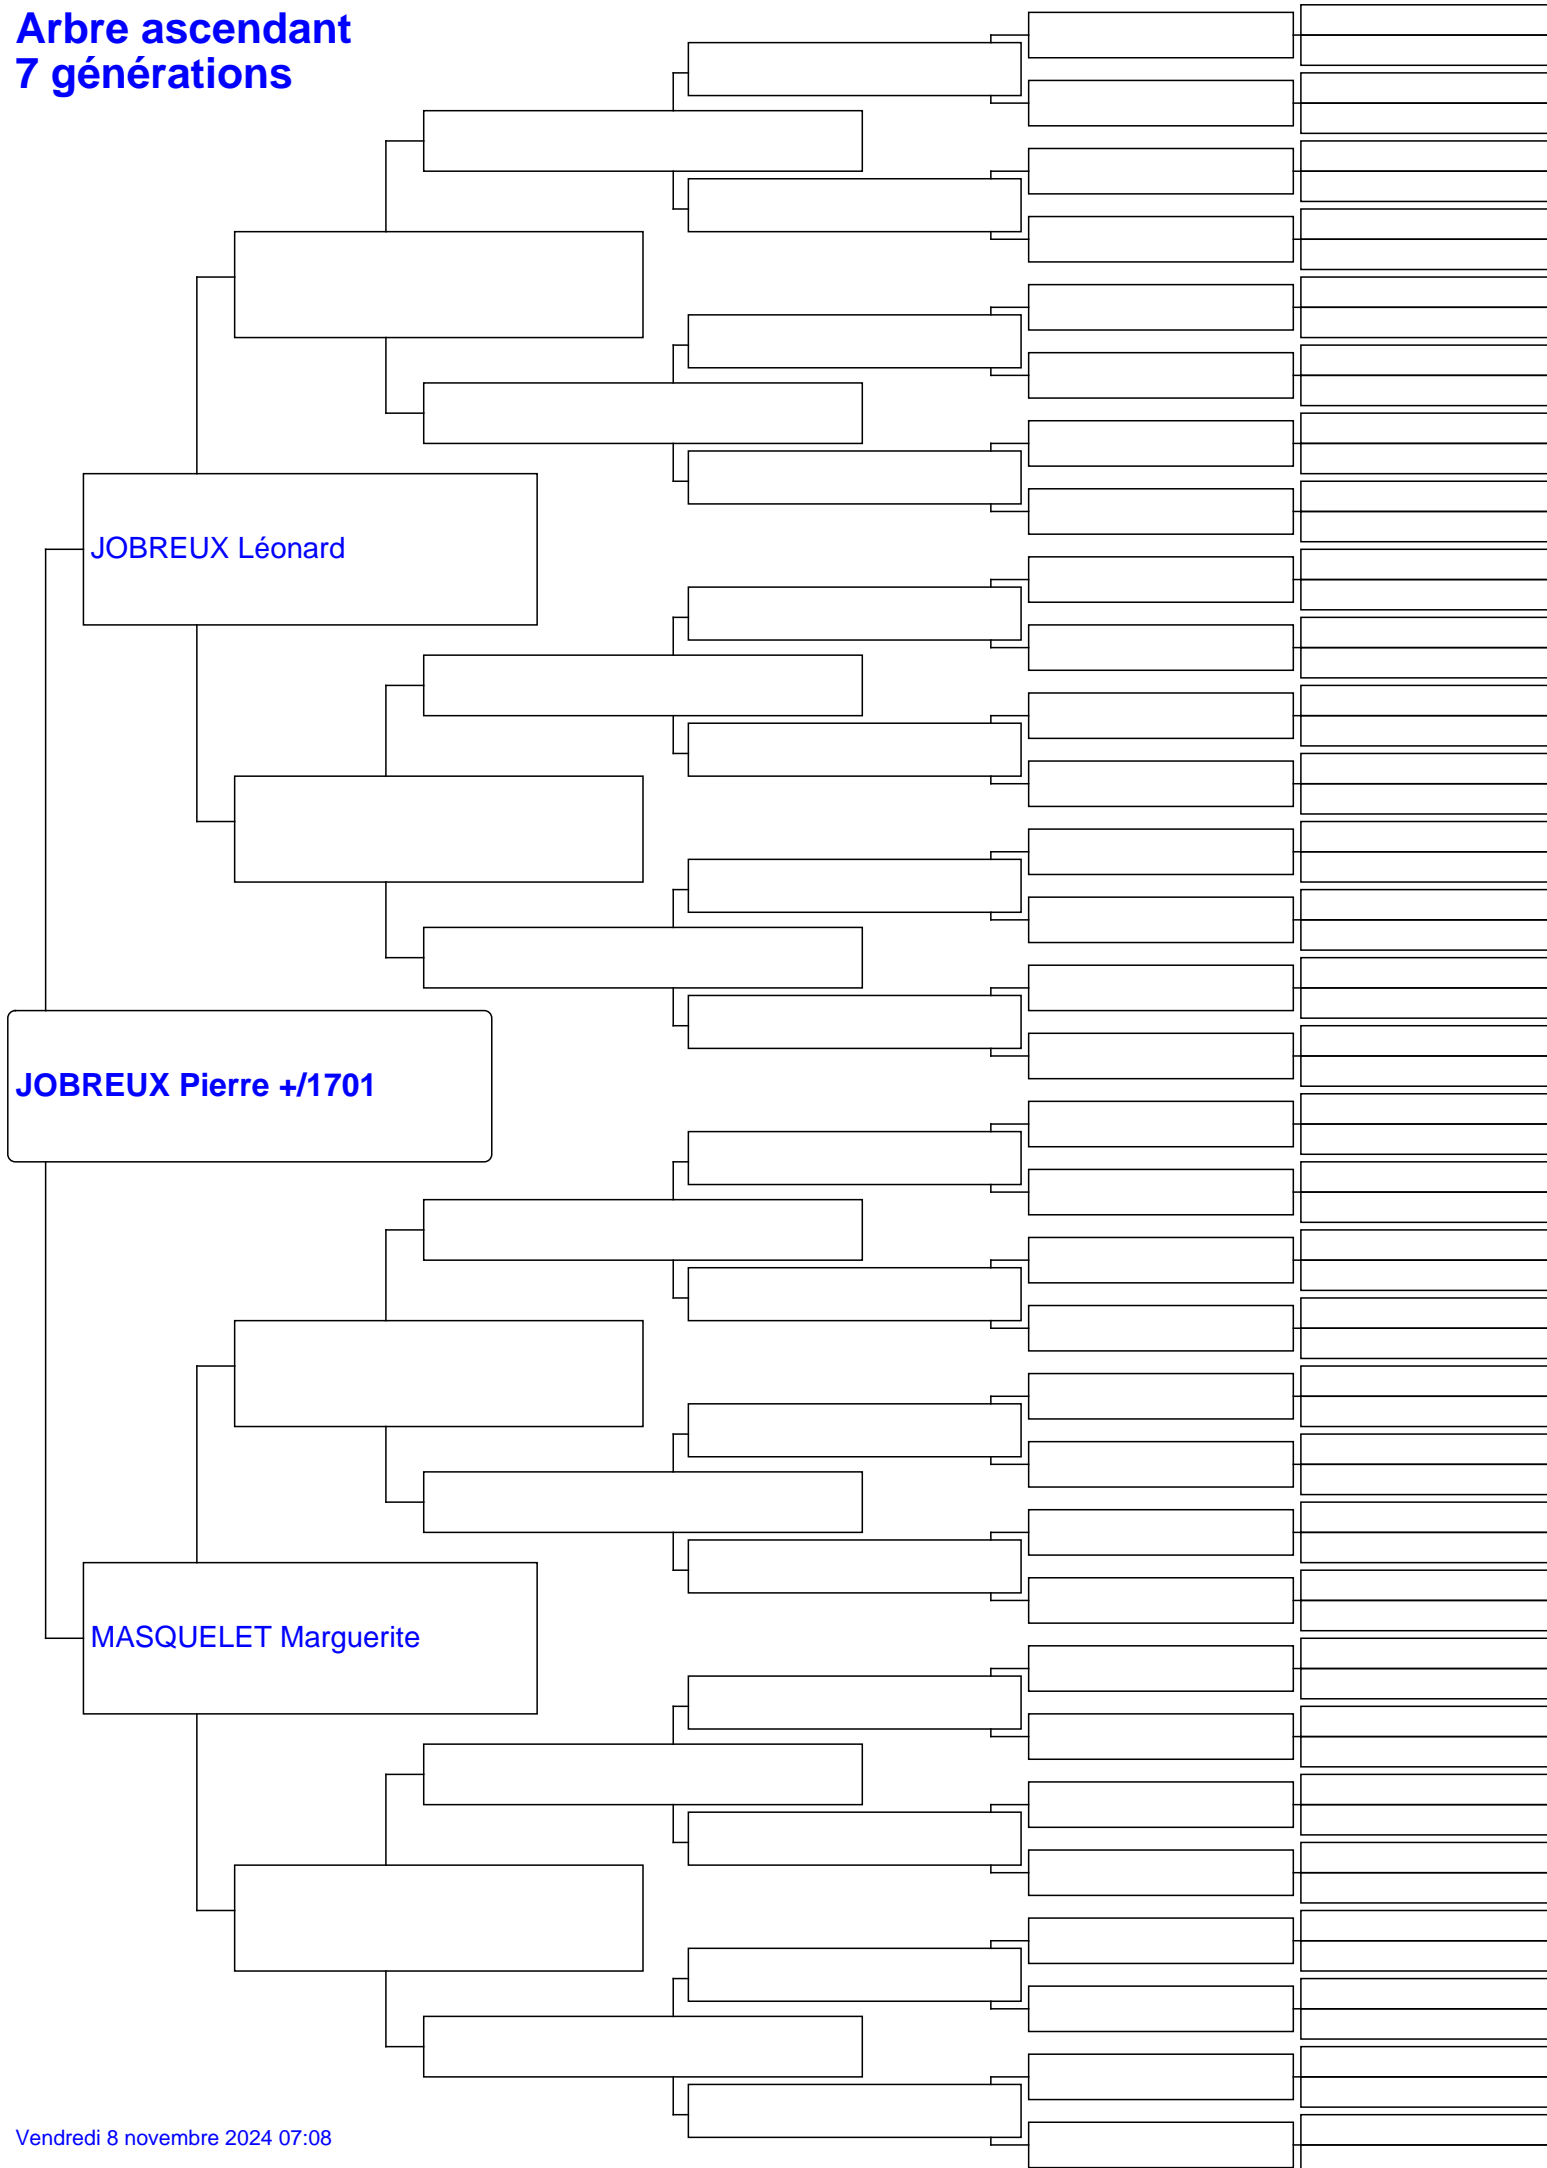 Arbre ascendant
7 générations
JOBREUX Léonard
JOBREUX Pierre +/1701
MASQUELET Marguerite
Vendredi 8 novembre 2024 07:08